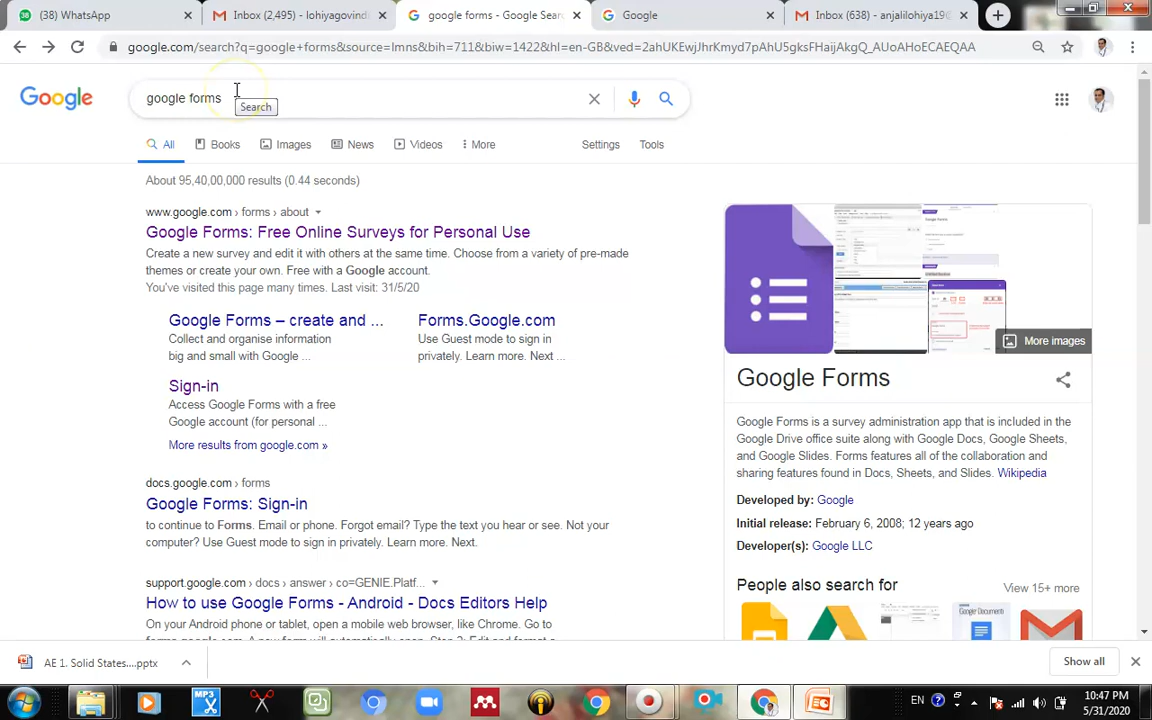 (38) WhatsApp
Inbox (2,495) - lohiyagovind
google forms - Google Sear
Google
Inbox (638) - anjalilohiya19@
google.com/search?q=google+forms&source=lmns&bih=711&biw=1422&hl=en-GB&ved=2ahUKEwjJhrKmyd7pAhU5gksFHaijAkgQ_AUoAHoECAEQAA
Google
google forms
Search
All
Books
Images
News
Videos
More
Settings
Tools
About 95,40,00,000 results (0.44 seconds)
www.google.com › forms › about
Google Forms: Free Online Surveys for Personal Use
Create a new survey and edit it with others at the same time. Choose from a variety of pre-made
themes or create your own. Free with a Google account.
You've visited this page many times. Last visit: 31/5/20
Google Forms – create and ...
Collect and organise information
big and small with Google ...
Forms.Google.com
Use Guest mode to sign in
privately. Learn more. Next ...
Sign-in
Access Google Forms with a free
Google account (for personal ...
More results from google.com »
docs.google.com › forms
Google Forms: Sign-in
to continue to Forms. Email or phone. Forgot email? Type the text you hear or see. Not your
computer? Use Guest mode to sign in privately. Learn more. Next.
support.google.com › docs › answer › co=GENIE.Platf...
How to use Google Forms - Android - Docs Editors Help
On your Android phone or tablet, open a mobile web browser, like Chrome. Go to
More images
Google Forms
Google Forms is a survey administration app that is included in the
Google Drive office suite along with Google Docs, Google Sheets,
and Google Slides. Forms features all of the collaboration and
sharing features found in Docs, Sheets, and Slides. Wikipedia
Developed by: Google
Initial release: February 6, 2008; 12 years ago
Developer(s): Google LLC
People also search for
View 15+ more
AE 1. Solid States....pptx
Show all
MP3
EN
10:47 PM
5/31/2020